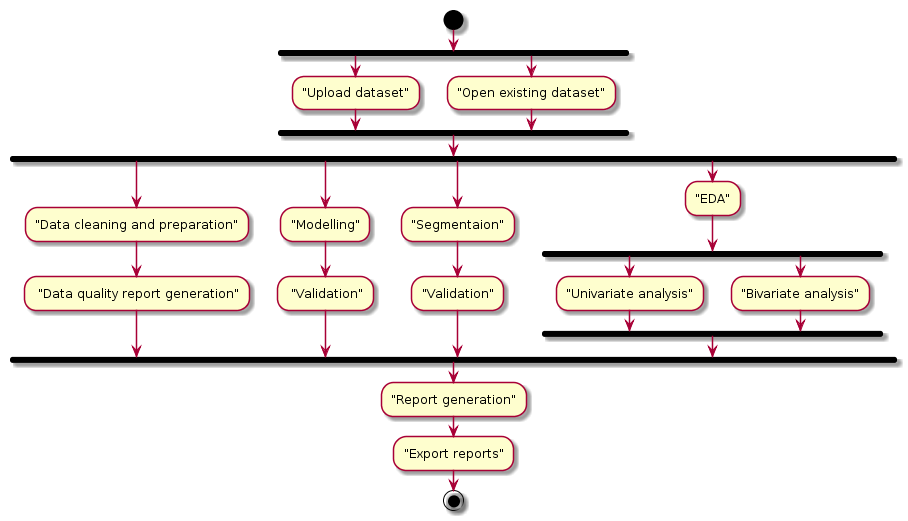 "Upload dataset"
"Open existing dataset"
"EDA"
"Data cleaning and preparation"
"Modelling"
"Segmentaion"
"Data quality report generation"
"Validation"
"Validation"
"Univariate analysis"
"Bivariate analysis"
"Report generation"
"Export reports"